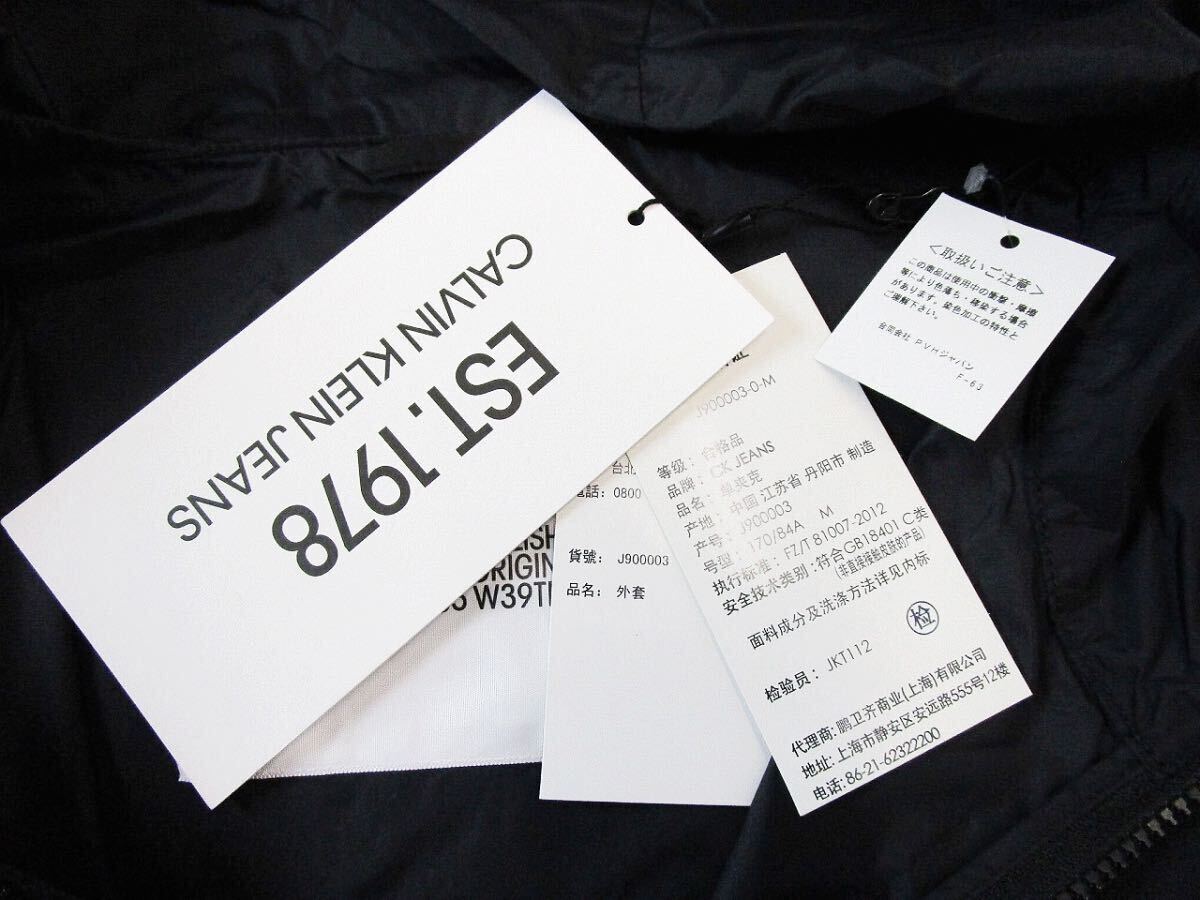 EST. 1978
CALVIN KLEIN JEANS
<取扱いご注意>
この商品は使用中の衝撃・摩擦
等により色落ち・移染する場合
があります。染色加工の特性と
ご理解下さい。
合同会社 PVHジャパン
F-63
J900003-0-M
等级: 合格品
品牌: CK JEANS
品名: 单夹克
产地: 中国 江苏省 丹阳市 制造
产号: J900003
号型: 170/84A M
执行标准: FZ/T 81007-2012
安全技术类别: 符合GB18401 C类
(非直接接触皮肤的产品)
面料成分及洗涤方法详见内标
检
检验员: JKT112
代理商: 鹏卫齐商业(上海)有限公司
地址: 上海市静安区安远路555号12楼
电话: 86-21-62322200
台北
電話: 0800
貨號: J900003
品名: 外套
W39TH